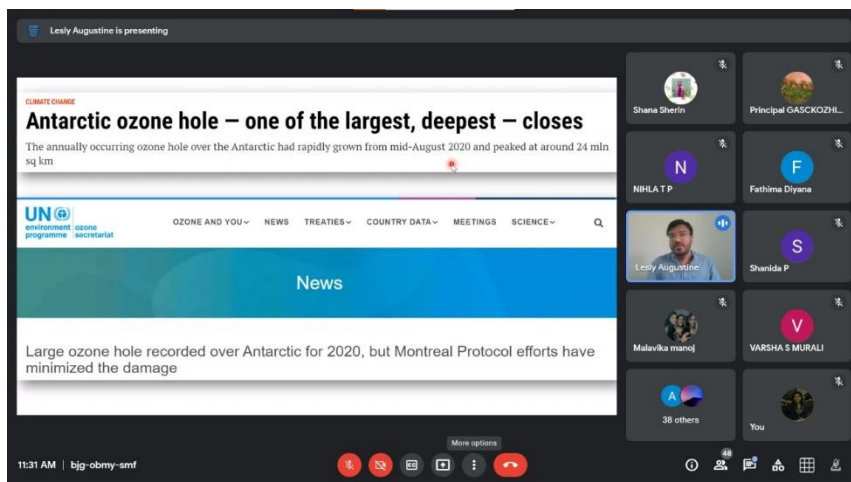 Lesly Augustine is presenting
CLIMATE CHANGE
Antarctic ozone hole — one of the largest, deepest — closes
The annually occurring ozone hole over the Antarctic had rapidly grown from mid-August 2020 and peaked at around 24 mln
sq km
UN
environment
programme
ozone
secretariat
OZONE AND YOU NEWS TREATIES COUNTRY DATA MEETINGS SCIENCE
News
Large ozone hole recorded over Antarctic for 2020, but Montreal Protocol efforts have
minimized the damage
Shana Sherin
Principal GASCKOZHI...
N
NIHLA T P
F
Fathima Diyana
Lesly Augustine
S
Shanida P
Malavika manoj
V
VARSHA S MURALI
A
38 others
You
More options
11:31 AM | bjg-obmy-smf
CC
48